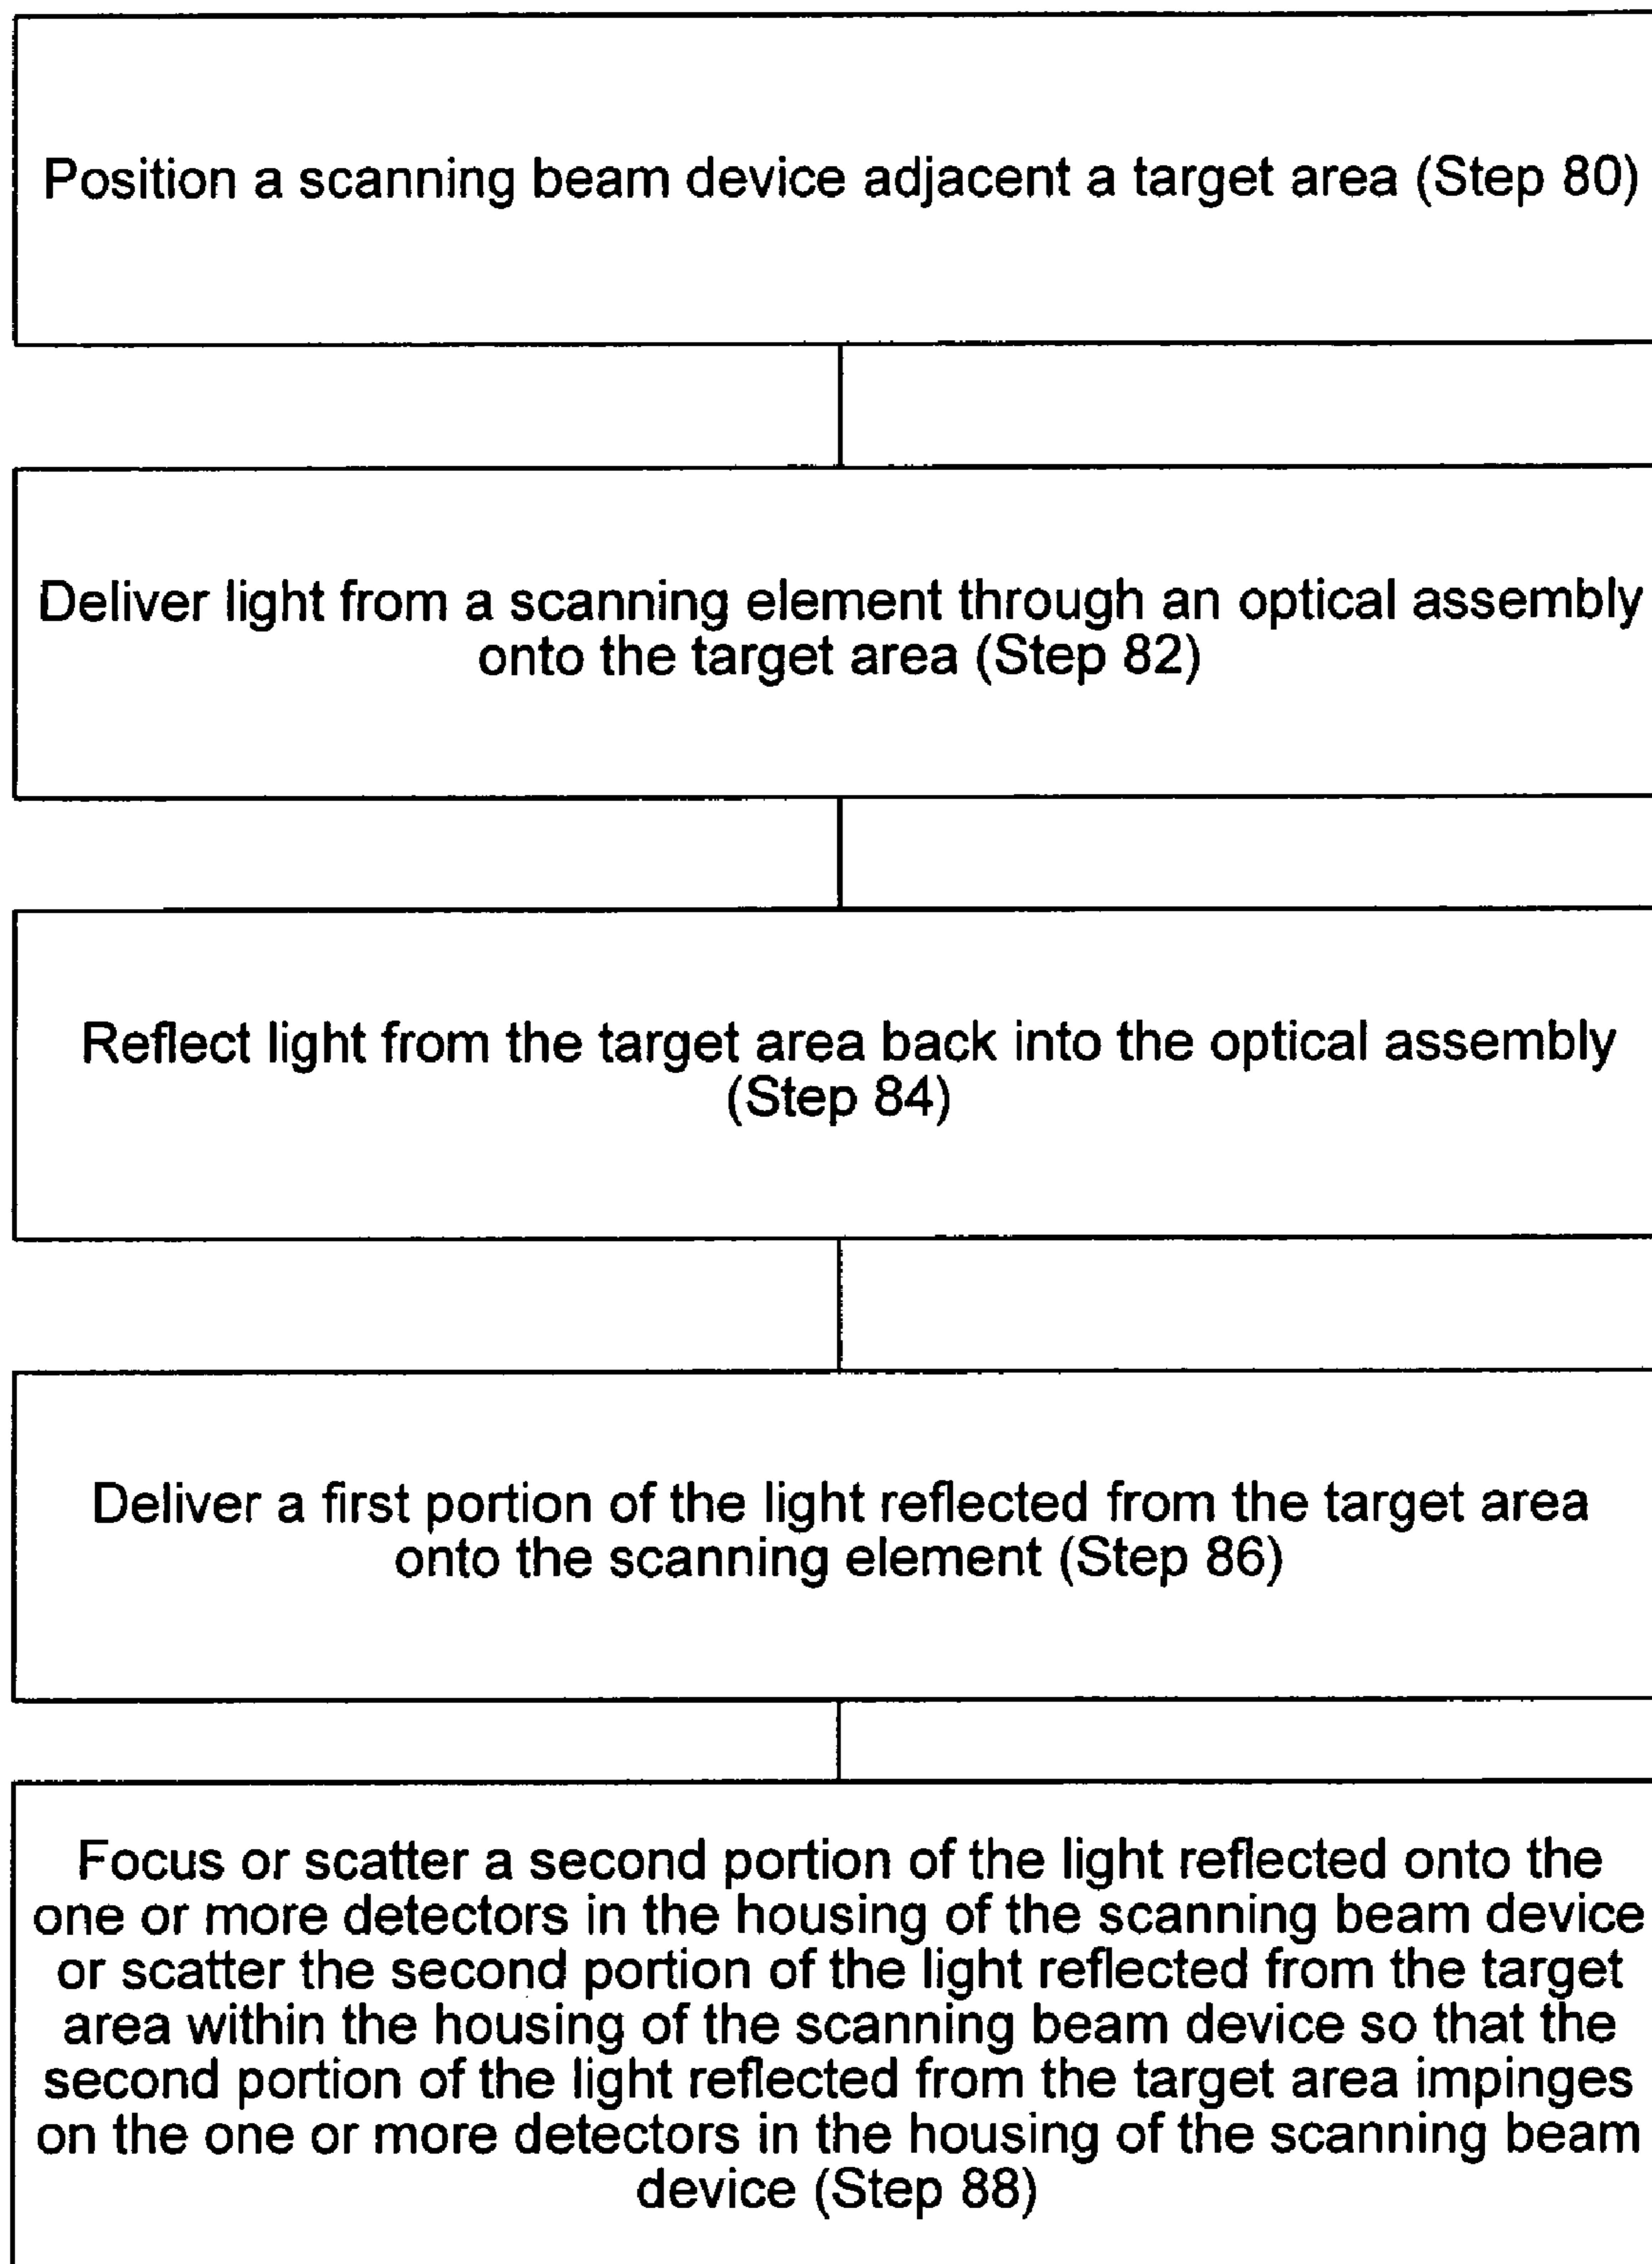 Position a scanning beam device adjacent a target area (Step 80)
Deliver light from a scanning element through an optical assembly
onto the target area (Step 82)
Reflect light from the target area back into the optical assembly
(Step 84)
Deliver a first portion of the light reflected from the target area
onto the scanning element (Step 86)
Focus or scatter a second portion of the light reflected onto the
one or more detectors in the housing of the scanning beam device
or scatter the second portion of the light reflected from the target
area within the housing of the scanning beam device so that the
second portion of the light reflected from the target area impinges
on the one or more detectors in the housing of the scanning beam
device (Step 88)